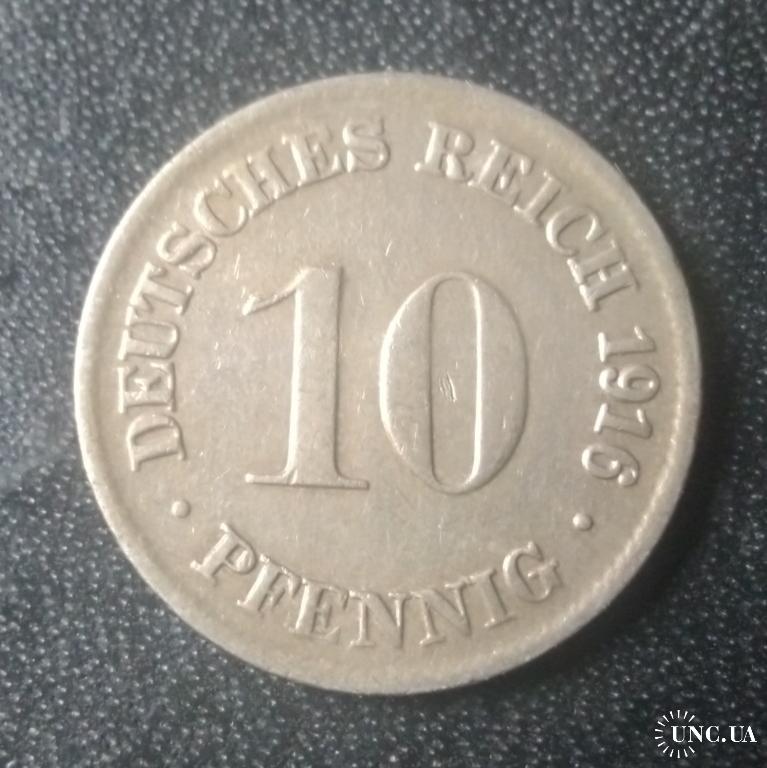 DEUTSCHES REICH 1916
10
· PFENNIG ·
UNC.UA